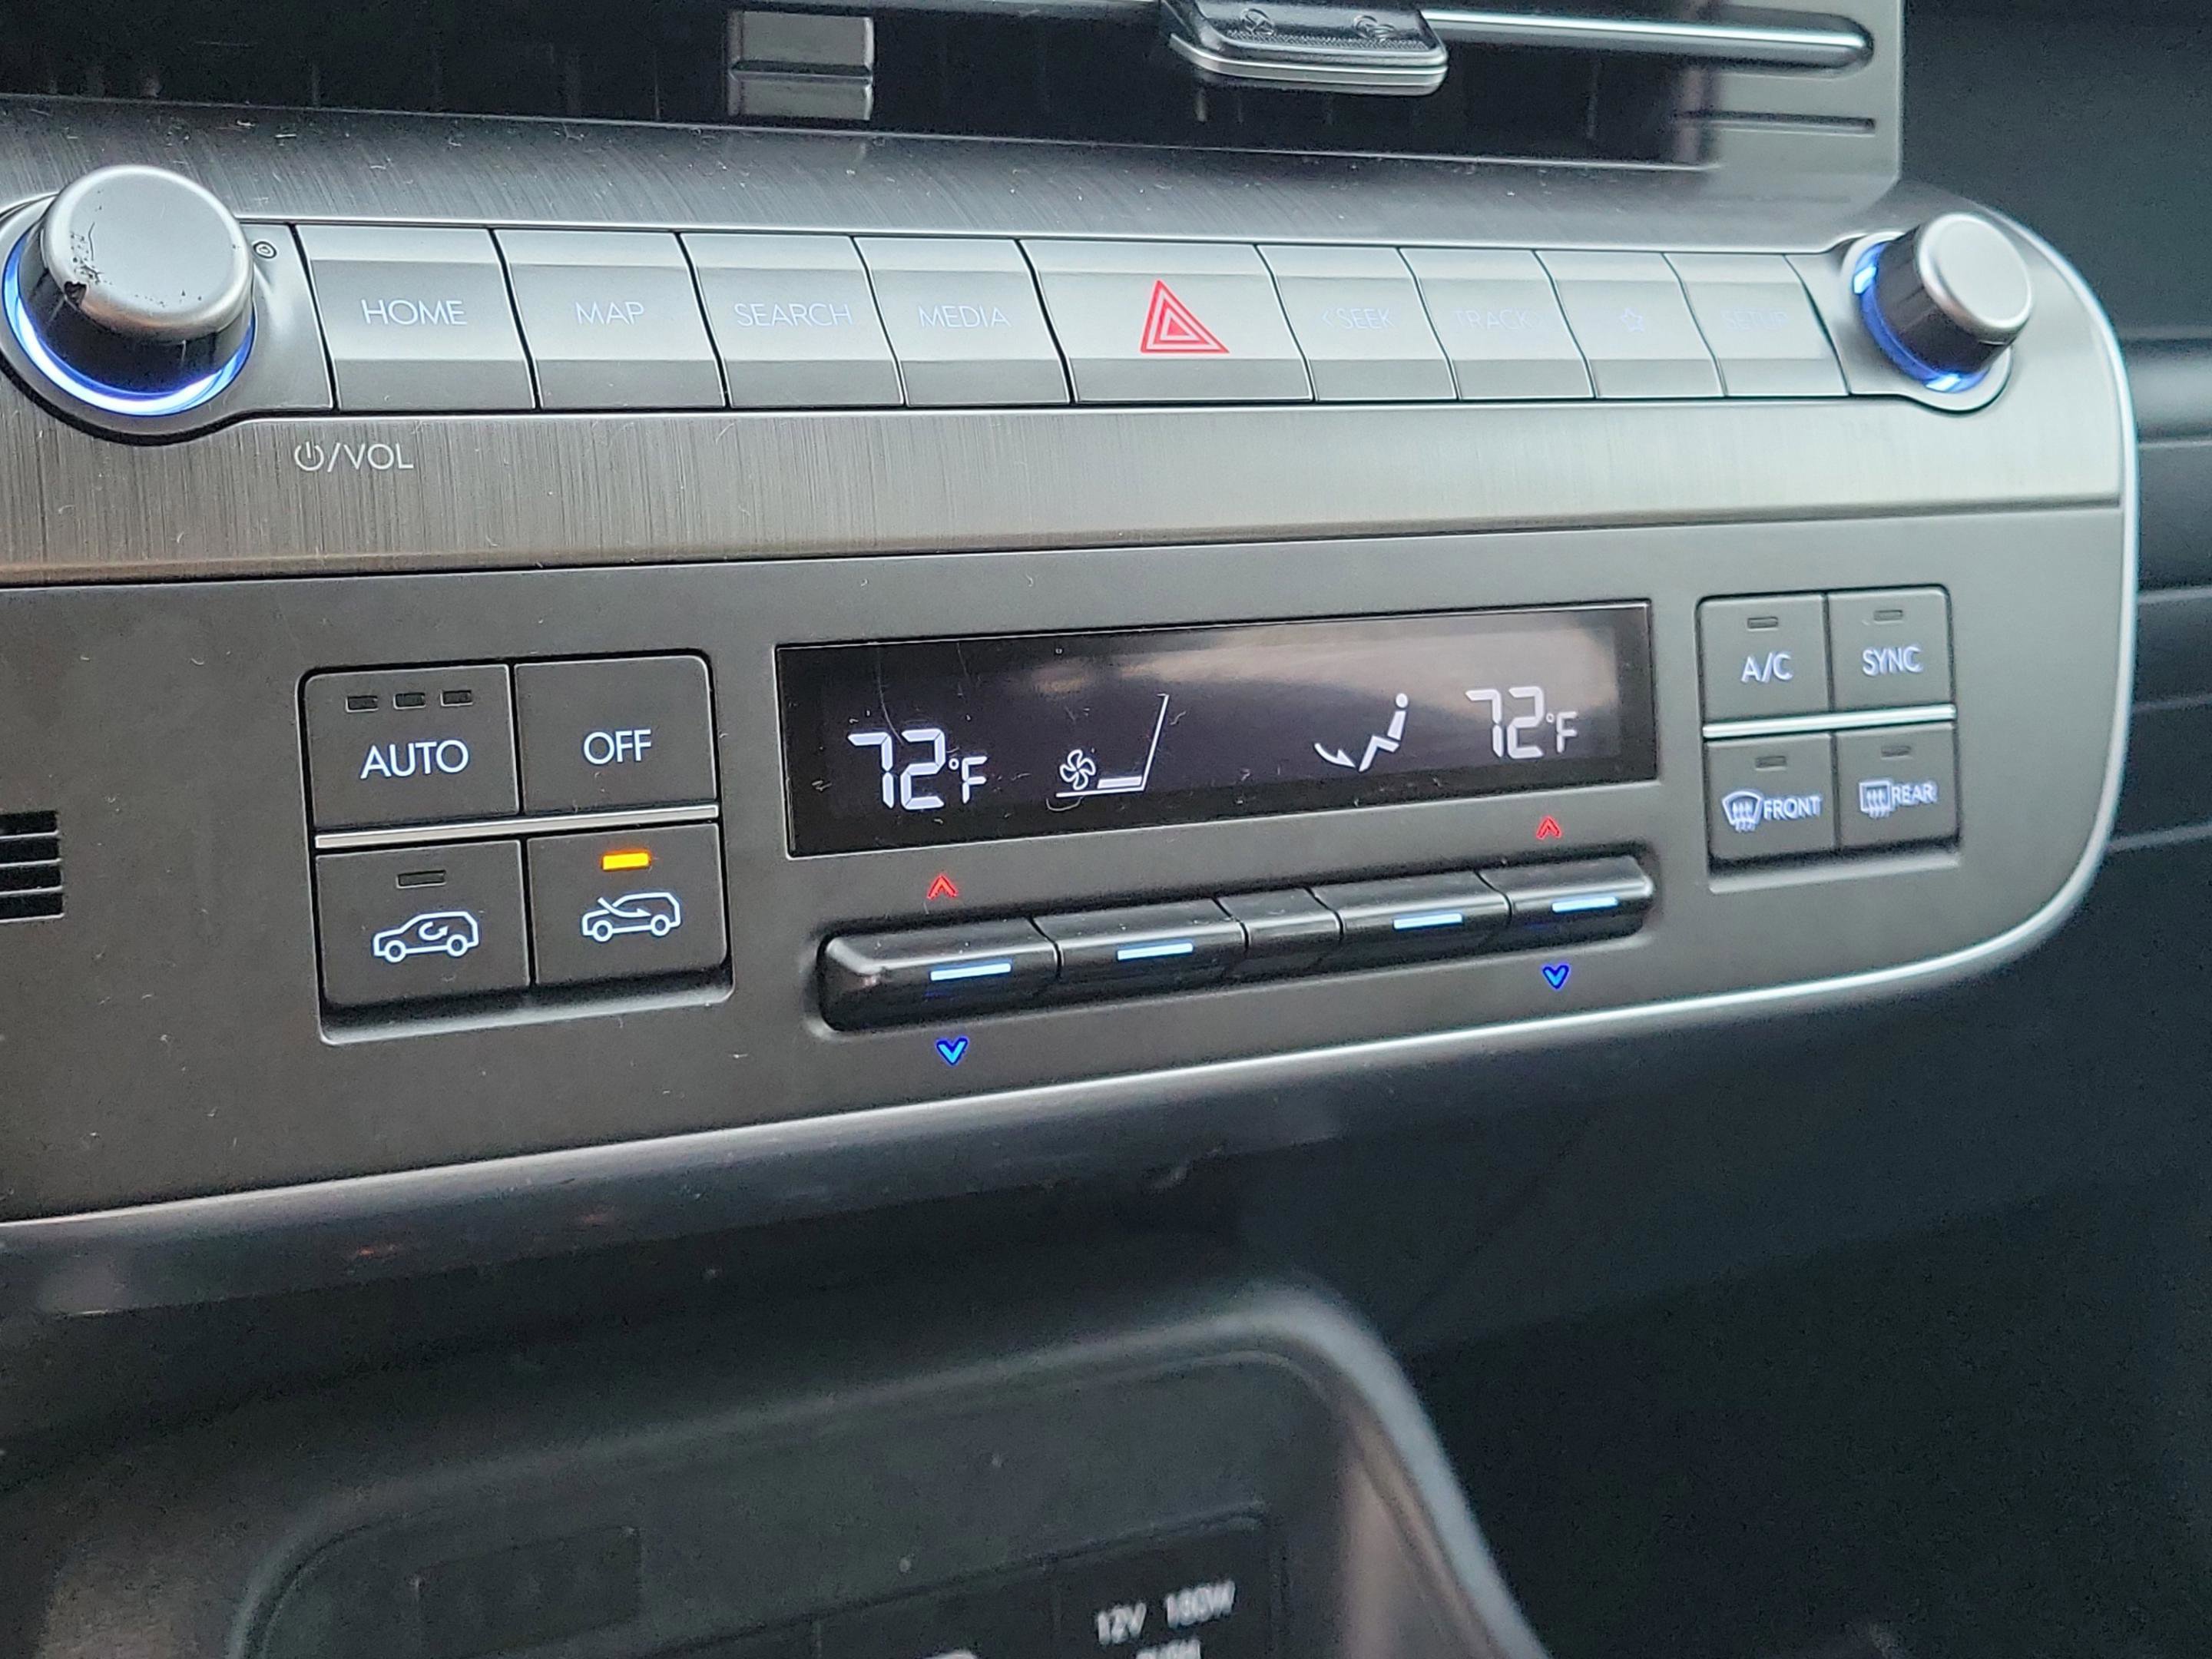 HOME MAP SEARCH MEDIA <SEEK TRACK SETUP
/VOL
AUTO OFF
72°F 72°F
A/C SYNC
FRONT REAR
12V 180W